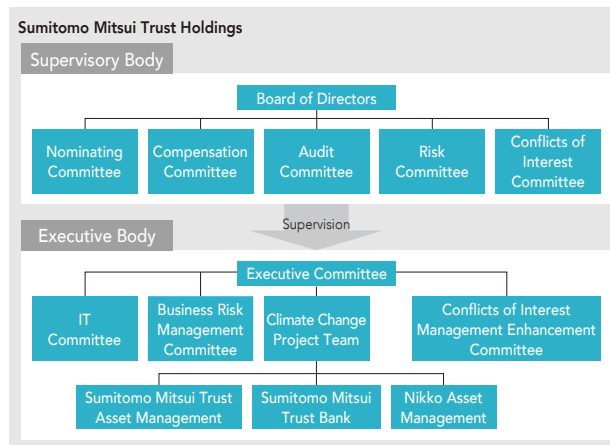 Sumitomo Mitsui Trust Holdings
Supervisory Body
Board of Directors
Nominating
Committee
Compensation
Committee
Audit
Committee
Risk
Committee
Conflicts of
Interest
Committee
Supervision
Executive Body
Executive Committee
IT
Committee
Business Risk
Management
Committee
Climate Change
Project Team
Conflicts of Interest
Management Enhancement
Committee
Sumitomo Mitsui Trust
Asset Management
Sumitomo Mitsui
Trust Bank
Nikko Asset
Management